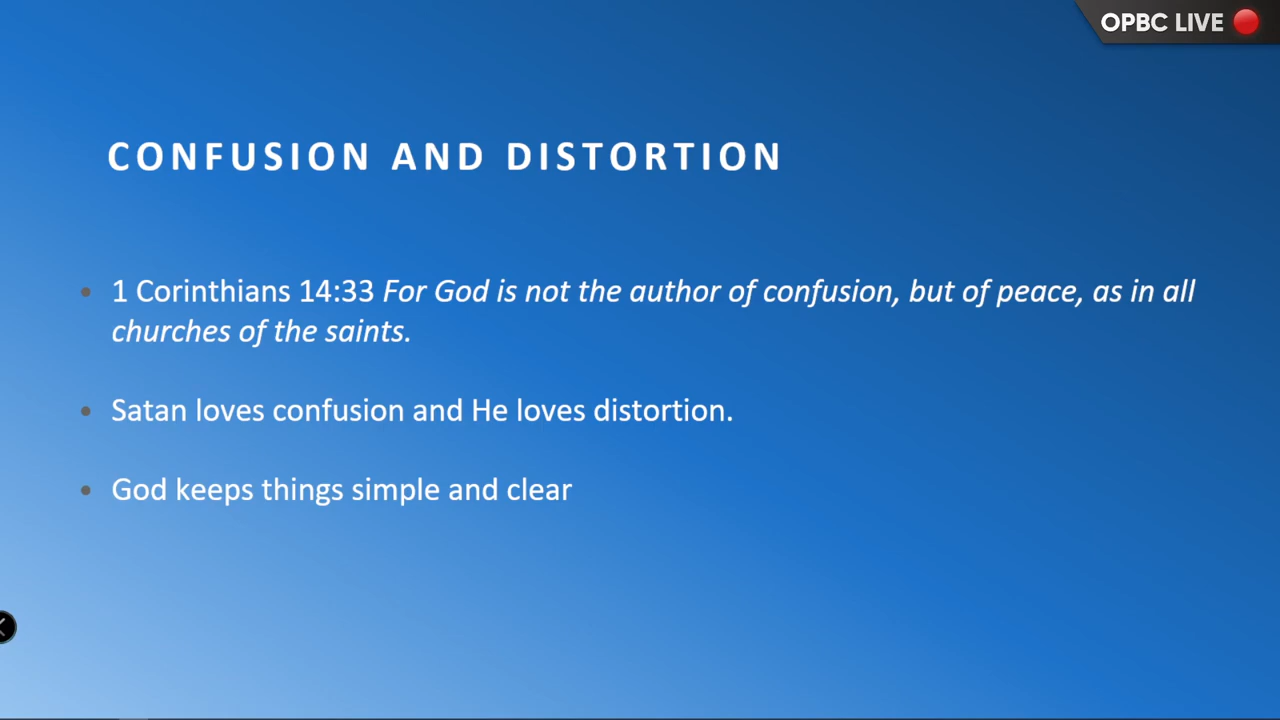 OPBC LIVE
CONFUSION AND DISTORTION
• 1 Corinthians 14:33 For God is not the author of confusion, but of peace, as in all
churches of the saints.
• Satan loves confusion and He loves distortion.
• God keeps things simple and clear